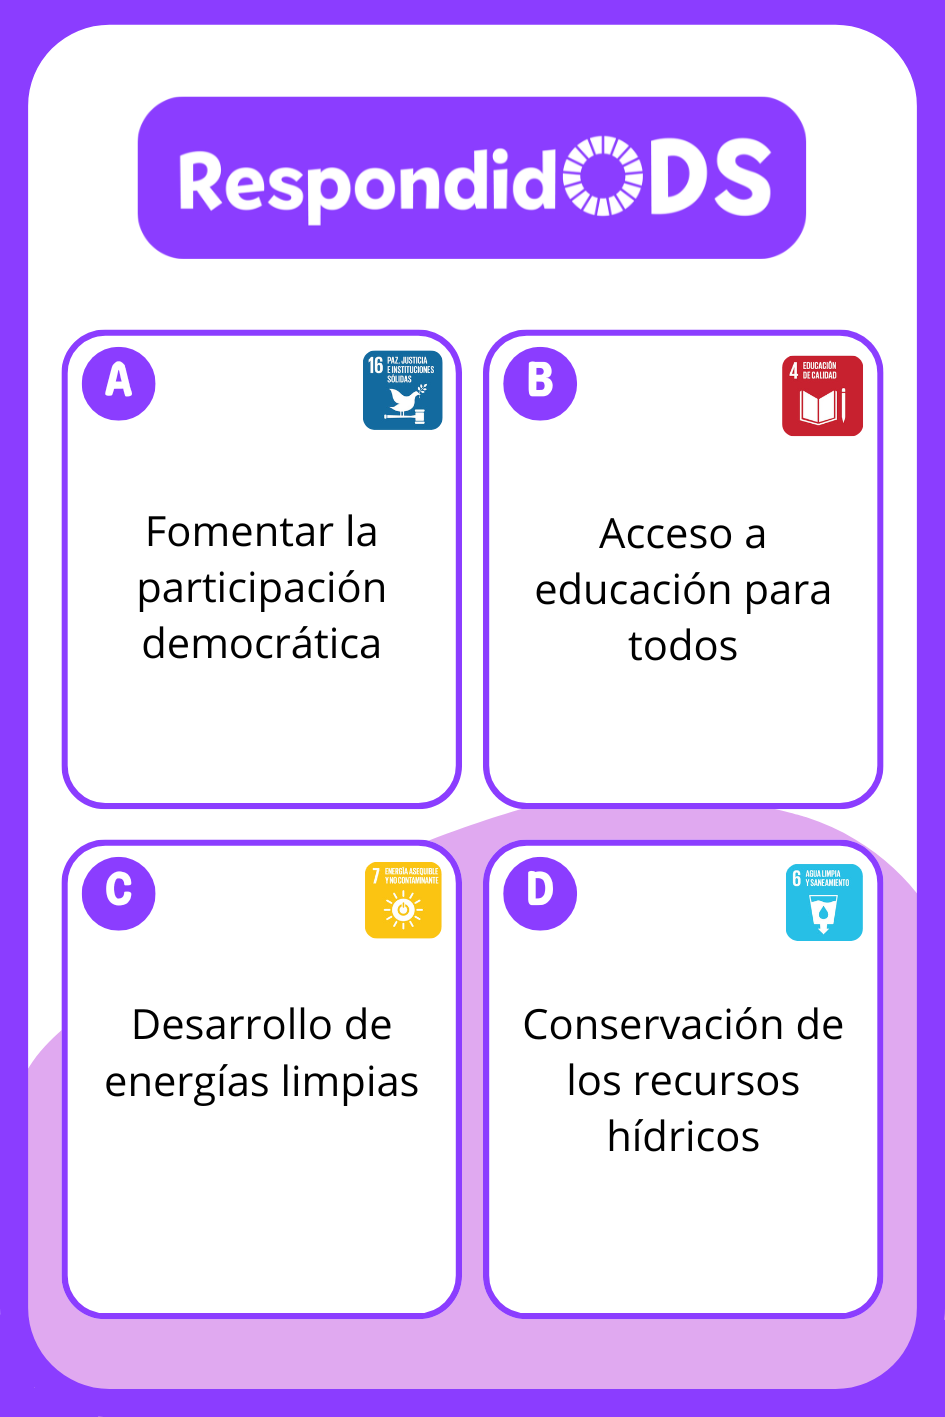 RespondidODS
A
16 PAZ, JUSTICIA
E INSTITUCIONES
SÓLIDAS
Fomentar la
participación
democrática
B
4 EDUCACIÓN
DE CALIDAD
Acceso a
educación para
todos
C
7 ENERGÍA ASEQUIBLE
Y NO CONTAMINANTE
Desarrollo de
energías limpias
D
6 AGUA LIMPIA
Y SANEAMIENTO
Conservación de
los recursos
hídricos